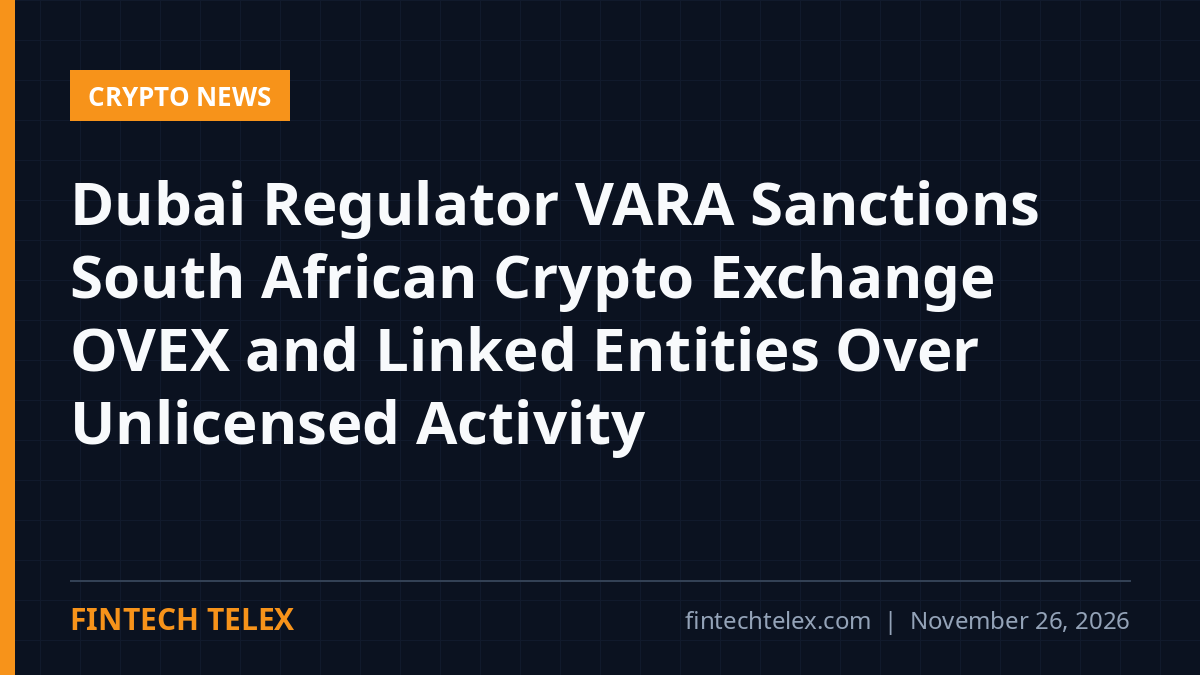 CRYPTO NEWS
Dubai Regulator VARA Sanctions
South African Crypto Exchange
OVEX and Linked Entities Over
Unlicensed Activity
FINTECH TELEX
fintechtelex.com | November 26, 2026